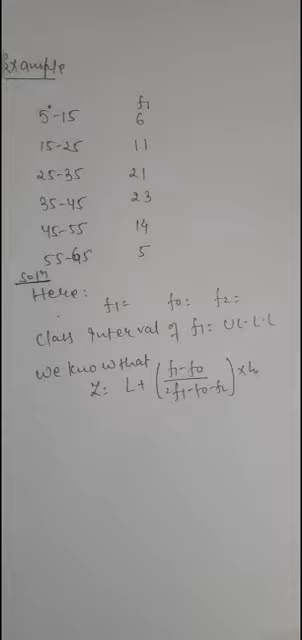 Example
f1
5-15 6
15-25 11
25-35 21
35-45 23
45-55 14
55-65 5
soln
Here: f1= f0= f2=
class interval of f1= UL-L.L
we know that
Z= L+ (f1-f0/2f1-f0-f2) ×h